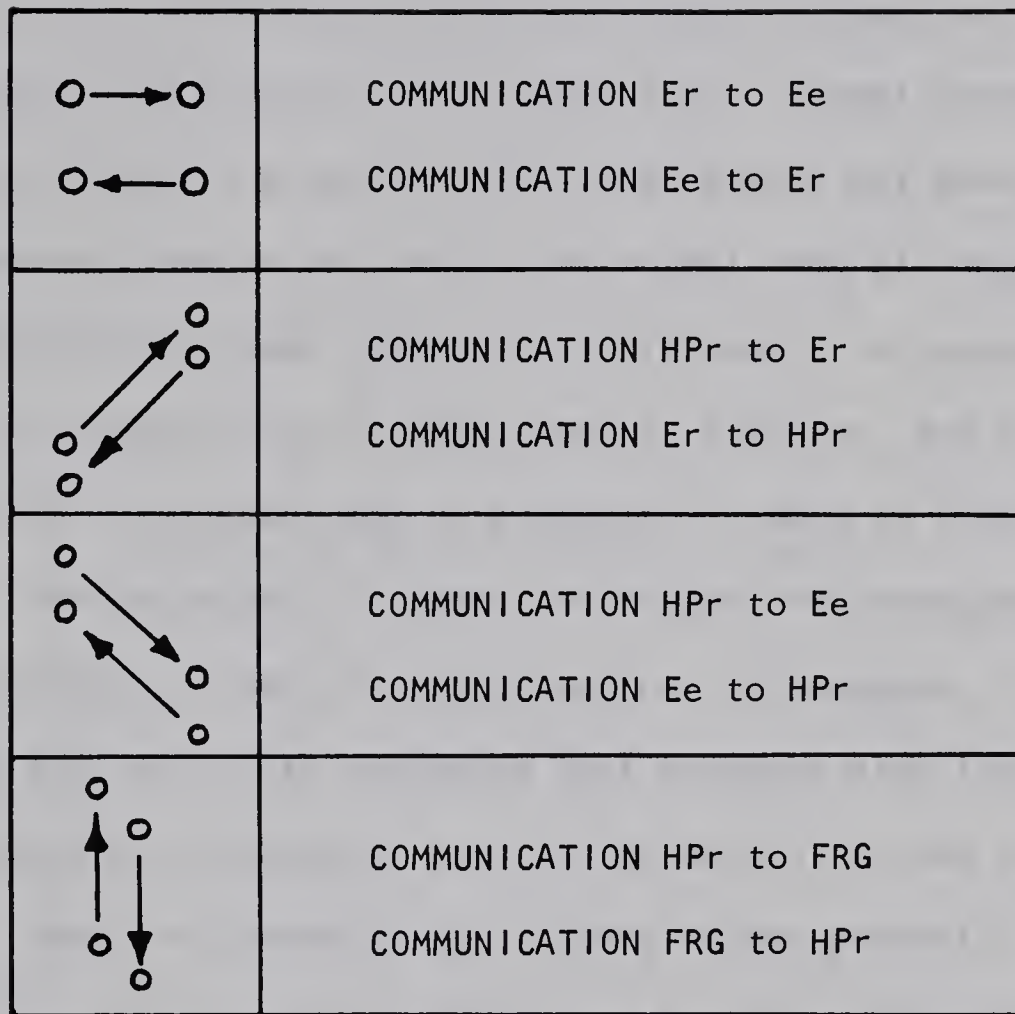 COMMUNICATION Er to Ee
COMMUNICATION Ee to Er
COMMUNICATION HPr to Er
COMMUNICATION Er to HPr
COMMUNICATION HPr to Ee
COMMUNICATION Ee to HPr
COMMUNICATION HPr to FRG
COMMUNICATION FRG to HPr